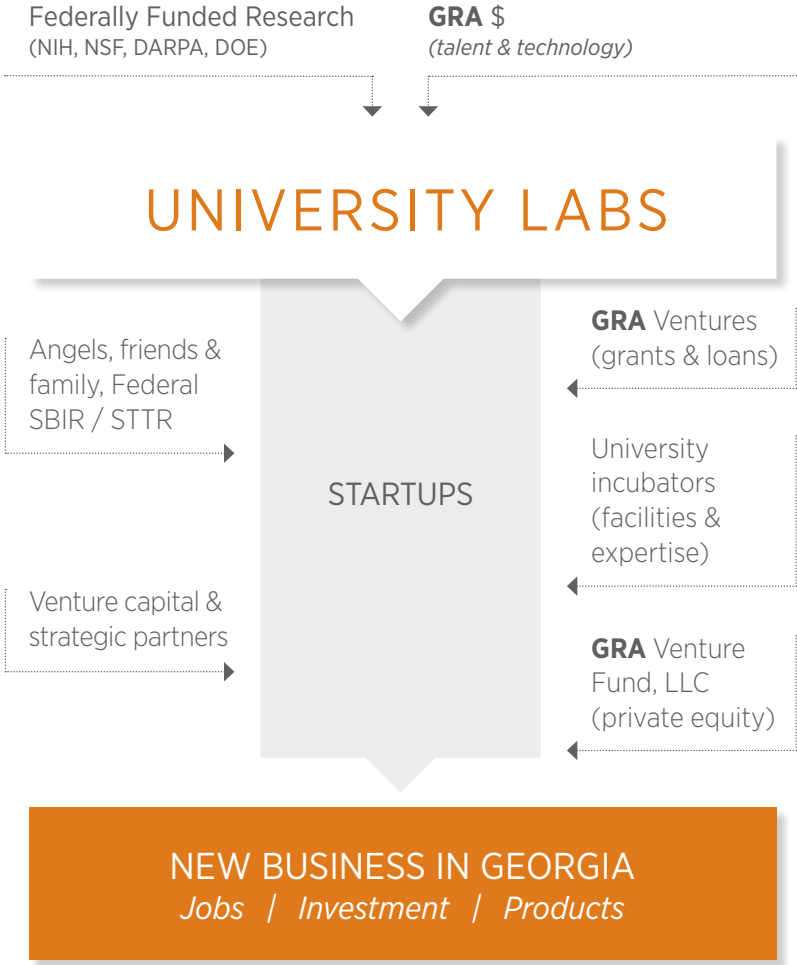 Federally Funded Research
(NIH, NSF, DARPA, DOE)
GRA $
(talent & technology)
UNIVERSITY LABS
Angels, friends &
family, Federal
SBIR / STTR
GRA Ventures
(grants & loans)
STARTUPS
University
incubators
(facilities &
expertise)
Venture capital &
strategic partners
GRA Venture
Fund, LLC
(private equity)
NEW BUSINESS IN GEORGIA
Jobs / Investment / Products